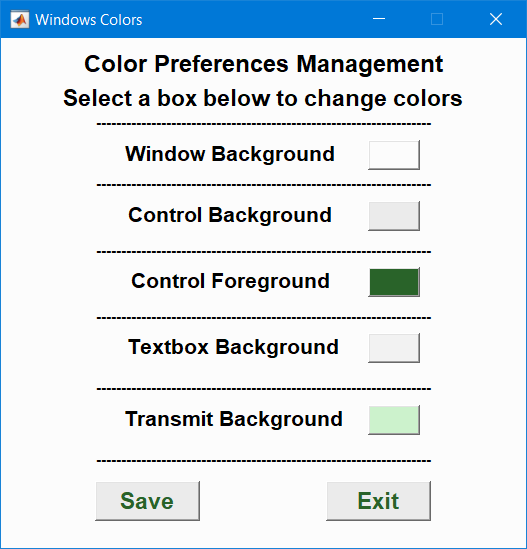 Windows Colors
Color Preferences Management
Select a box below to change colors
-------------------------------------------------------------------
Window Background
-------------------------------------------------------------------
Control Background
-------------------------------------------------------------------
Control Foreground
-------------------------------------------------------------------
Textbox Background
-------------------------------------------------------------------
Transmit Background
-------------------------------------------------------------------
Save Exit